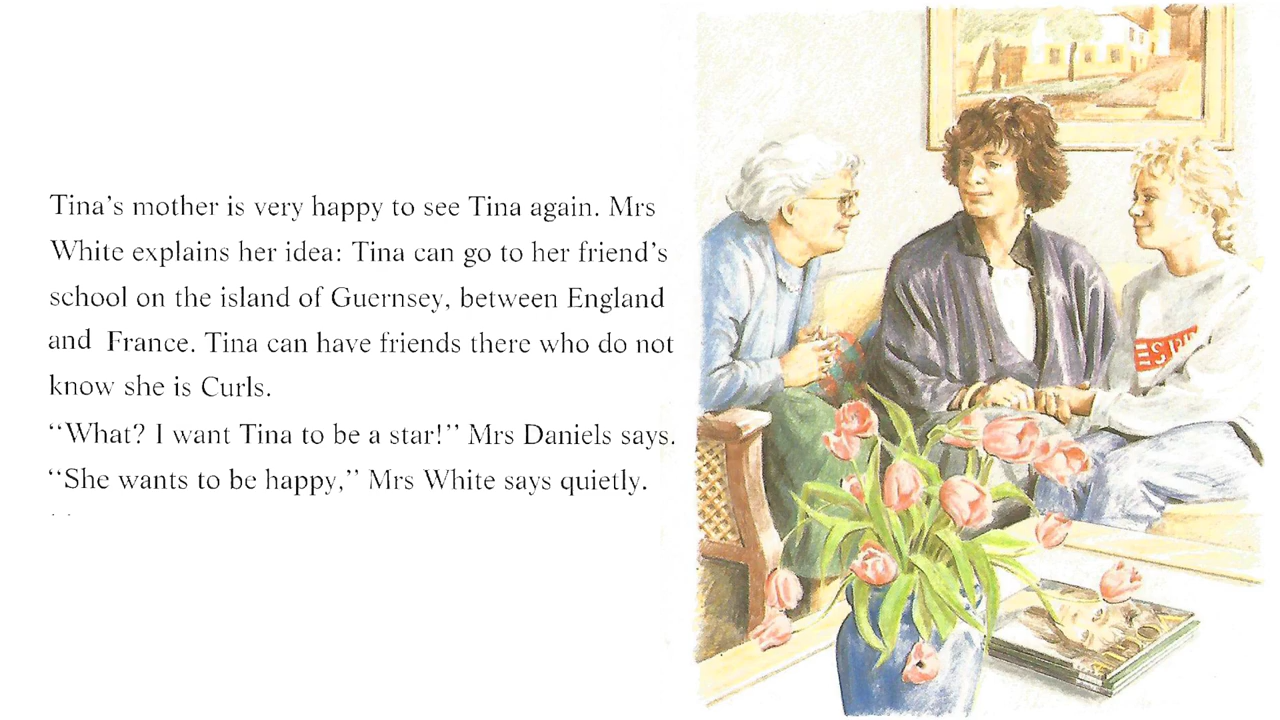 Tina's mother is very happy to see Tina again. Mrs
White explains her idea: Tina can go to her friend's
school on the island of Guernsey, between England
and France. Tina can have friends there who do not
know she is Curls.
“What? I want Tina to be a star!” Mrs Daniels says.
“She wants to be happy,” Mrs White says quietly.